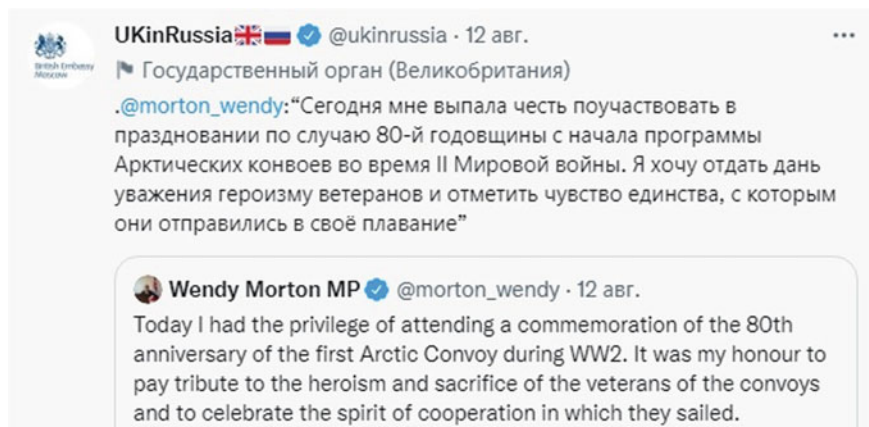 UKinRussia🇬🇧🇷🇺 @ukinrussia · 12 авг.
British Embassy
Moscow
Государственный орган (Великобритания)
.@morton_wendy:“Сегодня мне выпала честь поучаствовать в
праздновании по случаю 80-й годовщины с начала программы
Арктических конвоев во время II Мировой войны. Я хочу отдать дань
уважения героизму ветеранов и отметить чувство единства, с которым
они отправились в своё плавание”
Wendy Morton MP @morton_wendy · 12 авг.
Today I had the privilege of attending a commemoration of the 80th
anniversary of the first Arctic Convoy during WW2. It was my honour to
pay tribute to the heroism and sacrifice of the veterans of the convoys
and to celebrate the spirit of cooperation in which they sailed.